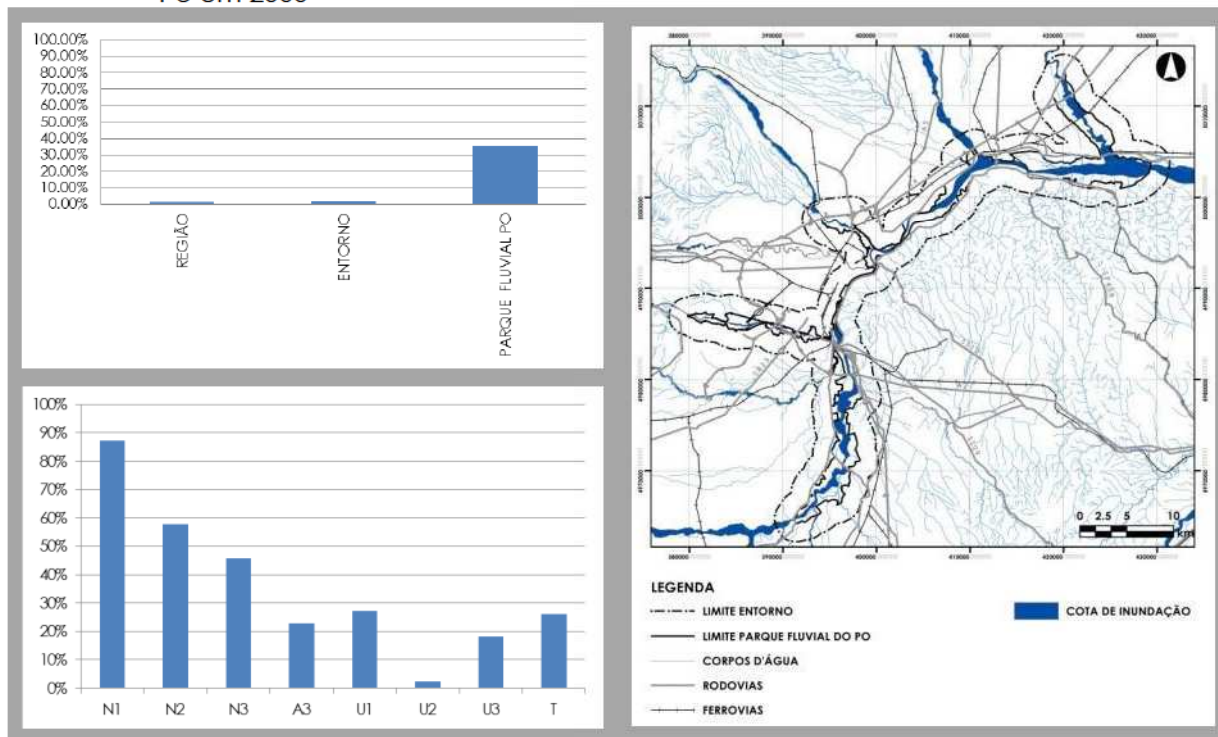 100.00%
90.00%
80.00%
70.00%
60.00%
50.00%
40.00%
30.00%
20.00%
10.00%
0.00%
REGIÃO
ENTORNO
PARQUE FLUVIAL PO
100%
90%
80%
70%
60%
50%
40%
30%
20%
10%
0%
N1 N2 N3 A3 U1 U2 U3 T
0 2.5 5 10
km
LEGENDA
LIMITE ENTORNO
LIMITE PARQUE FLUVIAL DO PO
CORPOS D'ÁGUA
RODOVIAS
FERROVIAS
COTA DE INUNDAÇÃO